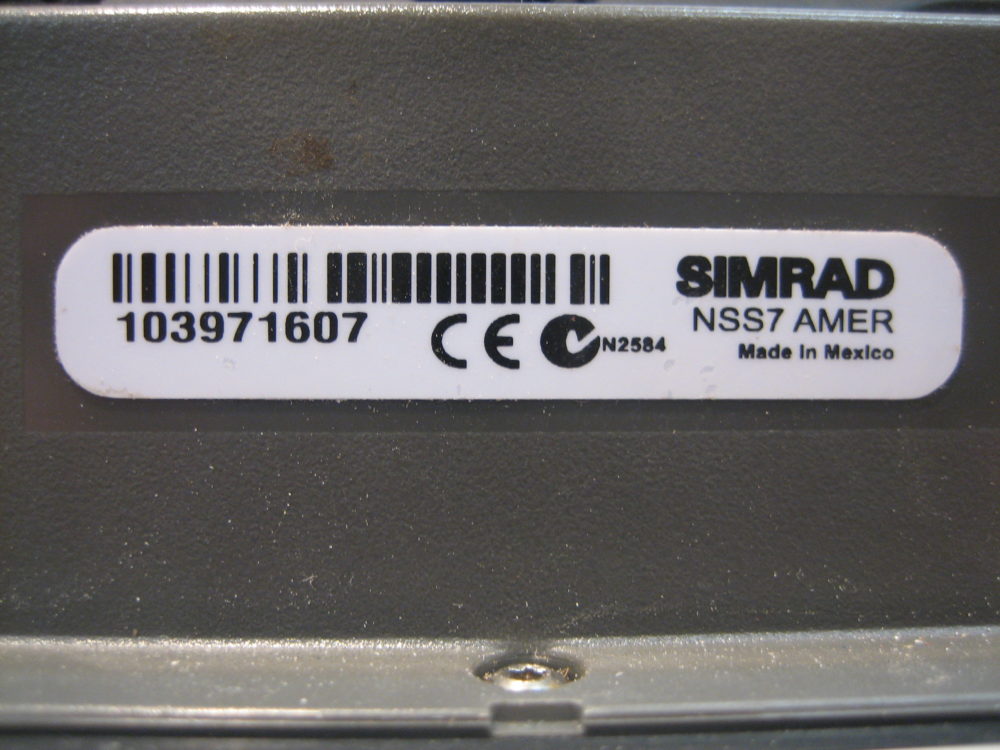 103971607
CE
N2584
SIMRAD
NSS7 AMER
Made in Mexico